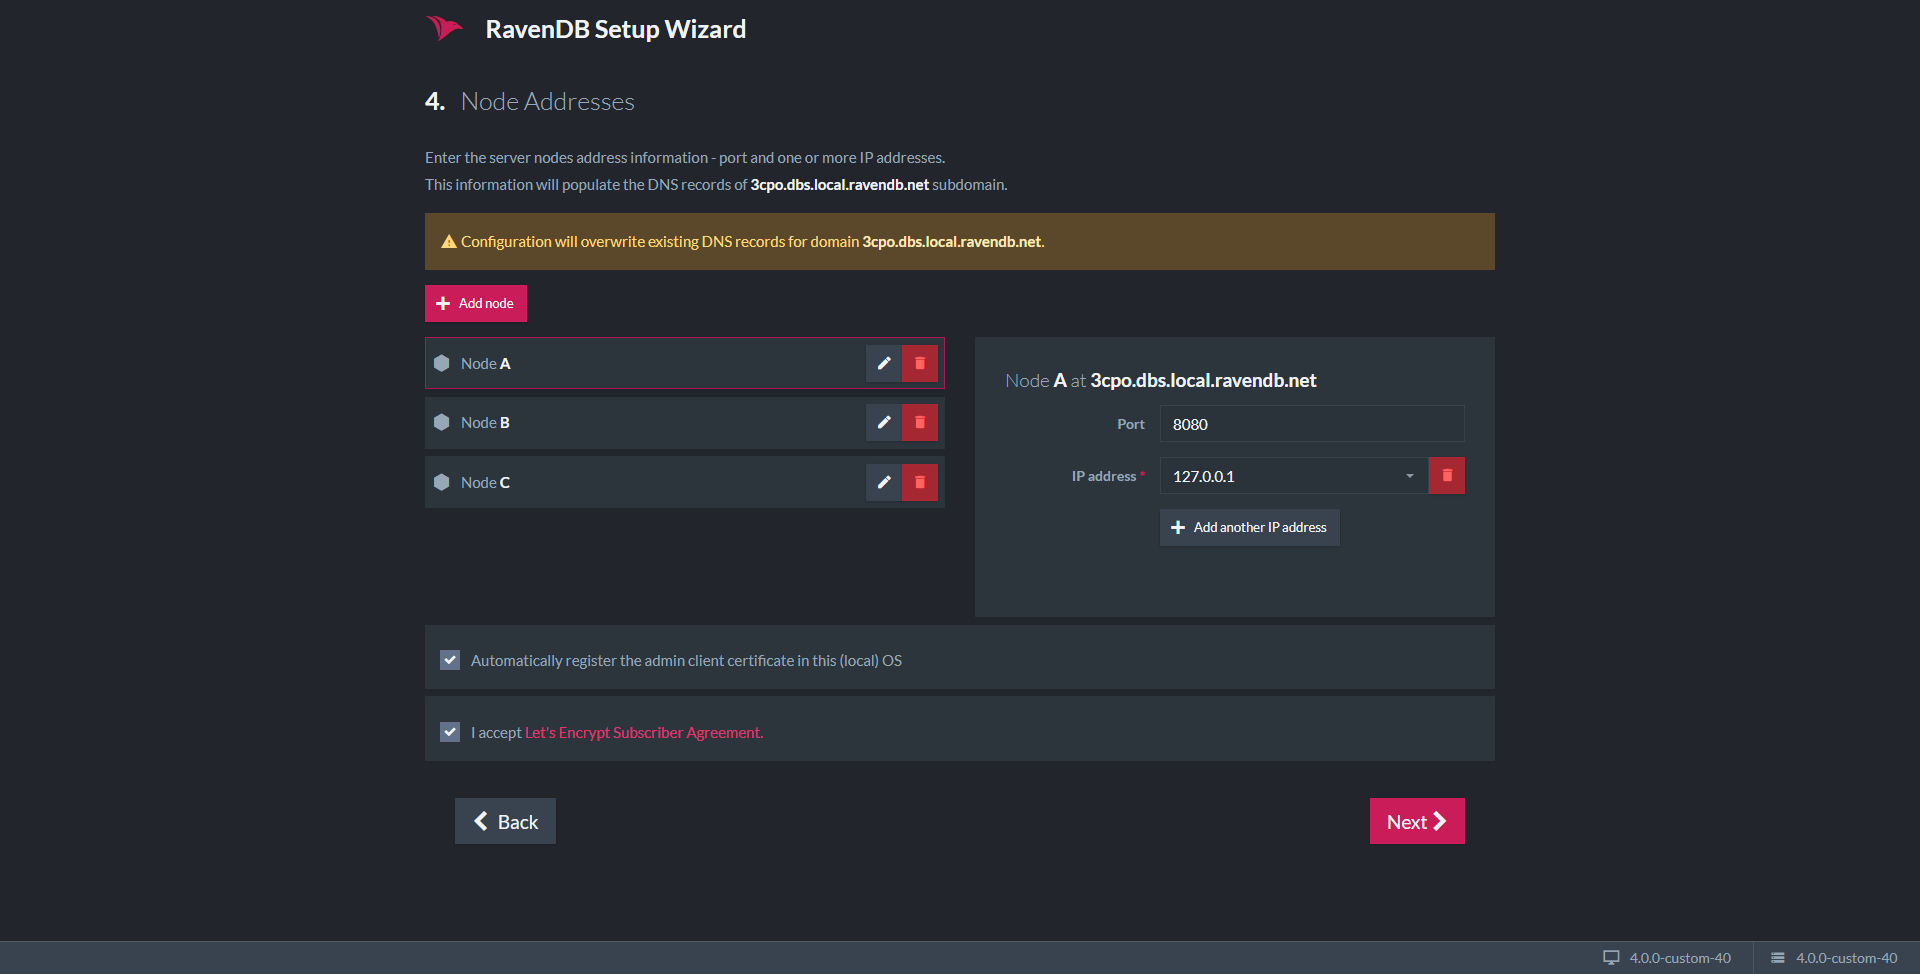 RavenDB Setup Wizard
4. Node Addresses
Enter the server nodes address information - port and one or more IP addresses.
This information will populate the DNS records of 3cpo.dbs.local.ravendb.net subdomain.
Configuration will overwrite existing DNS records for domain 3cpo.dbs.local.ravendb.net.
Add node
Node A
Node B
Node C
Node A at 3cpo.dbs.local.ravendb.net
Port 8080
IP address * 127.0.0.1
Add another IP address
Automatically register the admin client certificate in this (local) OS
I accept Let's Encrypt Subscriber Agreement.
Back
Next
4.0.0-custom-40
4.0.0-custom-40